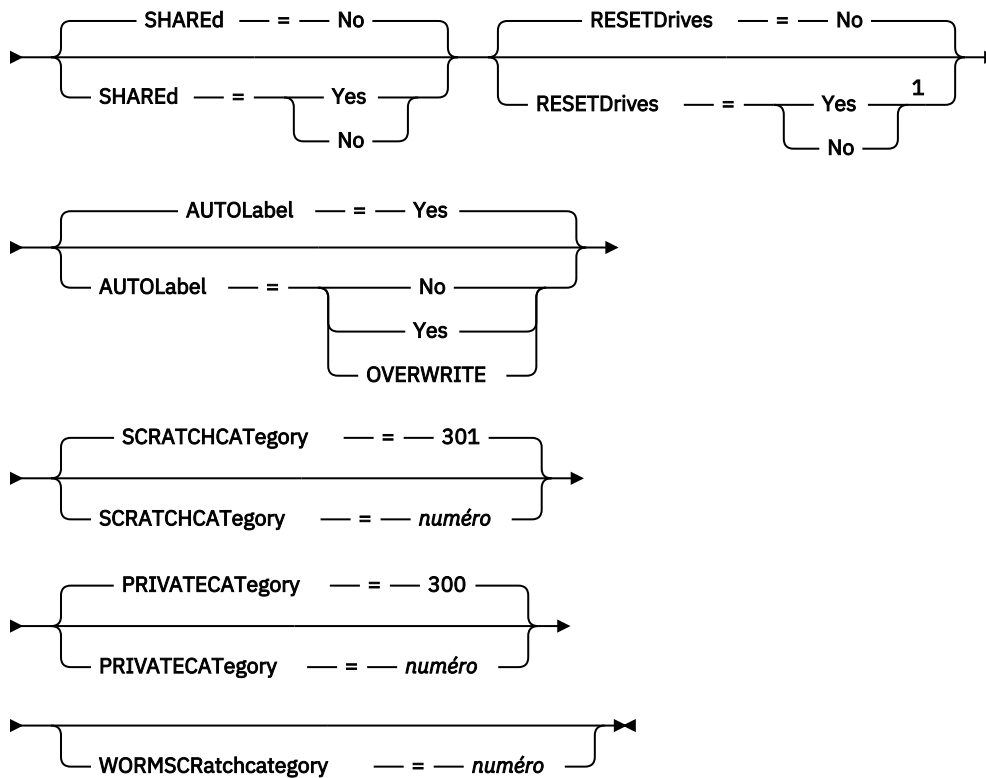 SHAREd = No RESETDrives = No
SHAREd = Yes RESETDrives = Yes 1
No No
AUTOLabel = Yes
AUTOLabel = No
Yes
OVERWRITE
SCRATCHCATegory = 301
SCRATCHCATegory = numéro
PRIVATECATegory = 300
PRIVATECATegory = numéro
WORMSCRatchcategory = numéro